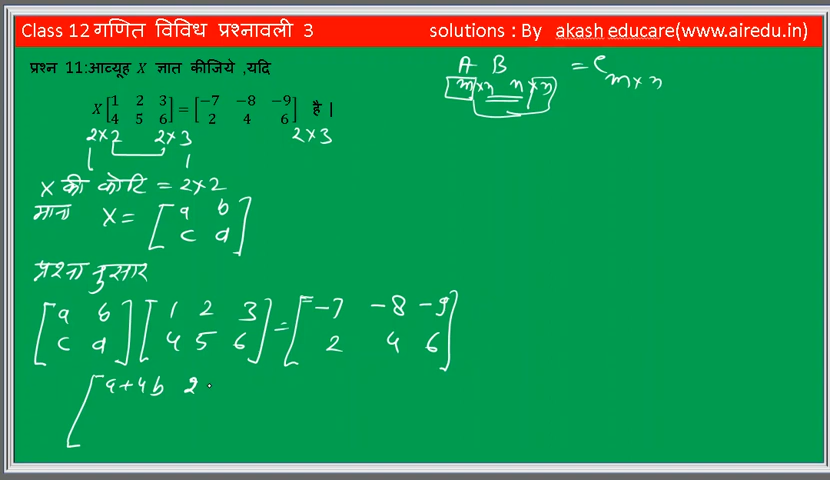 Class 12 गणित विविध प्रश्नावली 3 solutions : By akash educare(www.airedu.in)
प्रश्न 11:आव्यूह X ज्ञात कीजिये ,यदि
A B = C m×n
m×n n×n
X [1 2 3 = [-7 -8 -9 है |
4 5 6] 2 4 6]
2×2 2×3 2×3
X की कोटि = 2×2
माना X = [a b
c d]
प्रश्नानुसार
[a b [1 2 3 = [-7 -8 -9
c d] 4 5 6] 2 4 6]
[a+4b 2